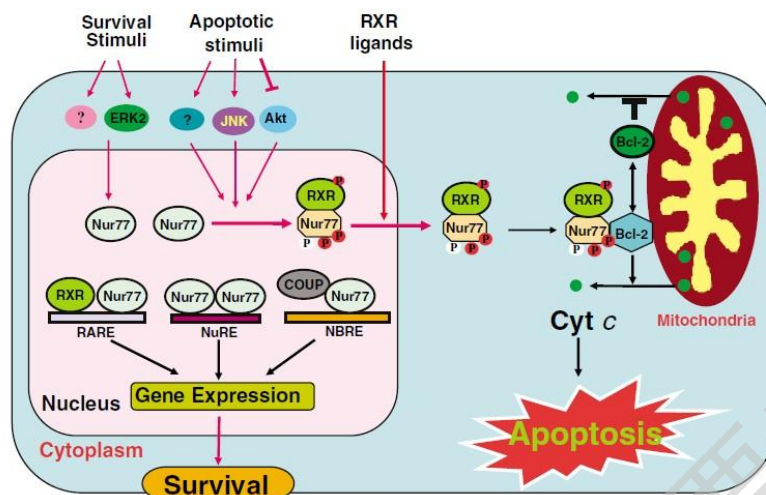 Survival
Stimuli
Apoptotic
stimuli
RXR
ligands
?
ERK2
?
JNK
Akt
Bcl-2
RXR
P
Nur77
Nur77
Nur77
P
P
P
RXR
P
Nur77
P
P
P
RXR
P
Nur77
P
P
P
Bcl-2
RXR
Nur77
RARE
Nur77
Nur77
NuRE
COUP
Nur77
NBRE
Cyt c
Mitochondria
Nucleus
Gene Expression
Cytoplasm
Apoptosis
Survival